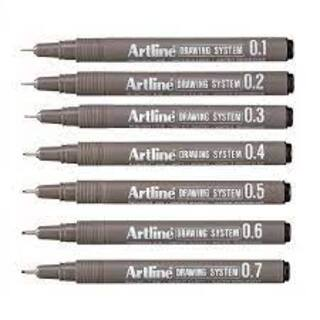 Artline DRAWING SYSTEM 0.1
Artline DRAWING SYSTEM 0.2
Artline DRAWING SYSTEM 0.3
Artline DRAWING SYSTEM 0.4
Artline DRAWING SYSTEM 0.5
Artline DRAWING SYSTEM 0.6
Artline DRAWING SYSTEM 0.7